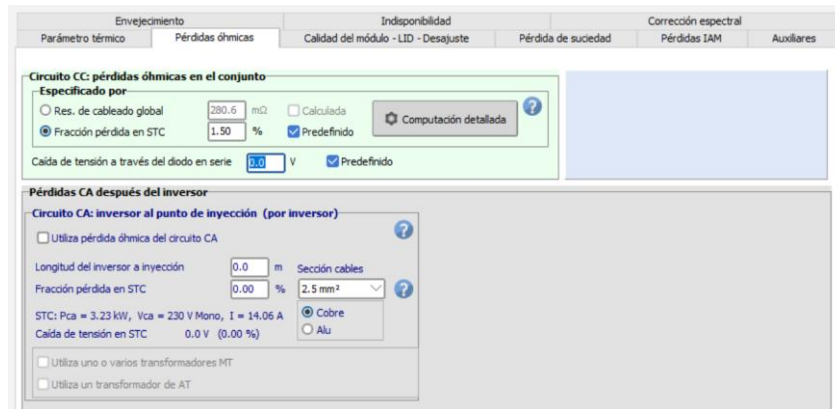 Envejecimiento Indisponibilidad Corrección espectral
Parámetro térmico Pérdidas óhmicas Calidad del módulo - LID - Desajuste Pérdida de suciedad Pérdidas IAM Auxiliares
Circuito CC: pérdidas óhmicas en el conjunto
Especificado por
Res. de cableado global 280.6 mΩ Calculada
Computación detallada
Fracción pérdida en STC 1.50 % Predefinido
Caída de tensión a través del diodo en serie 0.0 V Predefinido
Pérdidas CA después del inversor
Circuito CA: inversor al punto de inyección (por inversor)
Utiliza pérdida óhmica del circuito CA
Longitud del inversor a inyección 0.0 m Sección cables
Fracción pérdida en STC 0.00 % 2.5 mm²
STC: Pca = 3.23 kW, Vca = 230 V Mono, I = 14.06 A Cobre
Caída de tensión en STC 0.0 V (0.00 %) Alu
Utiliza uno o varios transformadores MT
Utiliza un transformador de AT